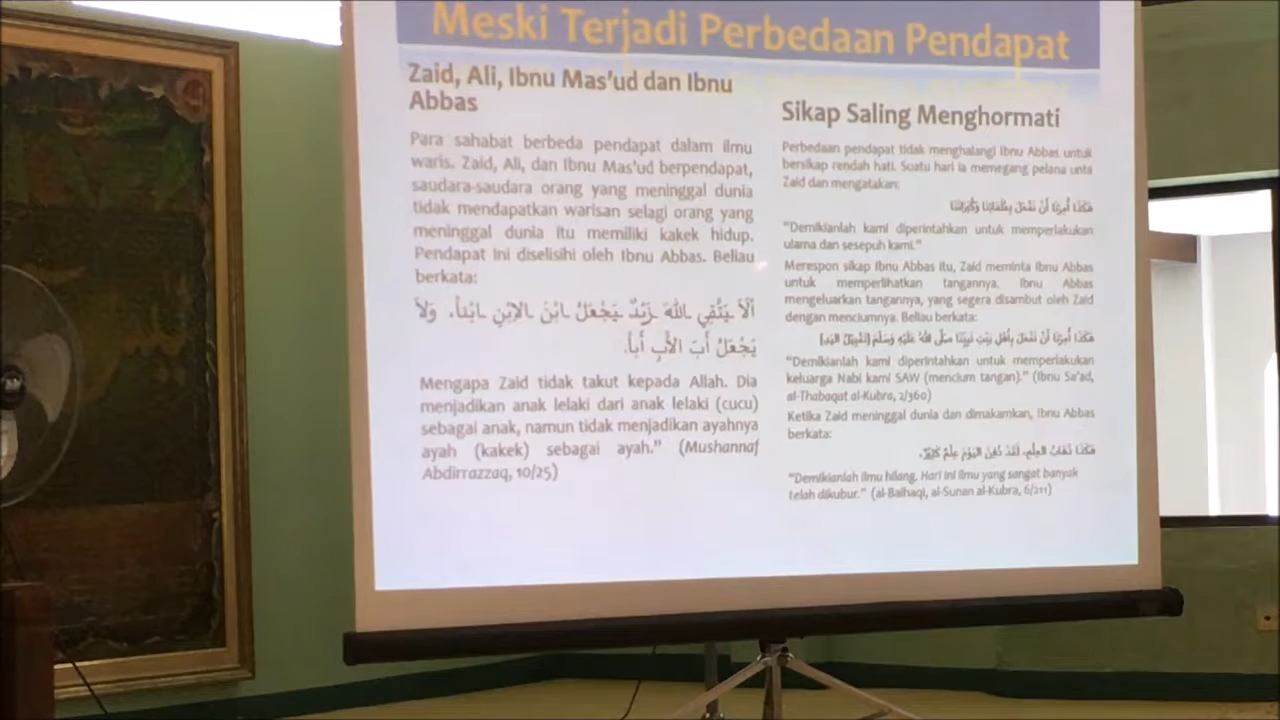 Meski Terjadi Perbedaan Pendapat
Zaid, Ali, Ibnu Mas'ud dan Ibnu
Abbas
Para sahabat berbeda pendapat dalam ilmu
waris. Zaid, Ali, dan Ibnu Mas'ud berpendapat,
saudara-saudara orang yang meninggal dunia
tidak mendapatkan warisan selagi orang yang
meninggal dunia itu memiliki kakek hidup.
Pendapat ini diselisihi oleh Ibnu Abbas. Beliau
berkata:
أَلَا يَتَّقِي اللهَ زَيْدٌ يَجْعَلُ ابْنَ الِابْنِ ابْناً. وَلاَ
يَجْعَلُ أَبَ الأَبِ أَباً.
Mengapa Zaid tidak takut kepada Allah. Dia
menjadikan anak lelaki dari anak lelaki (cucu)
sebagai anak, namun tidak menjadikan ayahnya
ayah (kakek) sebagai ayah." (Mushannaf
Abdirrazzaq, 10/25)
Sikap Saling Menghormati
Perbedaan pendapat tidak menghalangi Ibnu Abbas untuk
bersikap rendah hati. Suatu hari ia memegang pelana unta
Zaid dan mengatakan:
هَكَذَا أُمِرْنَا أَنْ نَفْعَلَ بِعُلَمَائِنَا وَكُبَرَائِنَا
"Demikianlah kami diperintahkan untuk memperlakukan
ulama dan sesepuh kami."
Merespon sikap Ibnu Abbas itu, Zaid meminta Ibnu Abbas
untuk memperlihatkan tangannya. Ibnu Abbas
mengeluarkan tangannya, yang segera disambut oleh Zaid
dengan menciumnya. Beliau berkata:
هَكَذَا أُمِرْنَا أَنْ نَفْعَلَ بِأَهْلِ بَيْتِ نَبِيِّنَا صَلَّى اللهُ عَلَيْهِ وَسَلَّمَ [تَقْبِيْلُ الْيَدِ]
"Demikianlah kami diperintahkan untuk memperlakukan
keluarga Nabi kami SAW (mencium tangan)." (Ibnu Sa'ad,
al-Thabaqat al-Kubra, 2/360)
Ketika Zaid meninggal dunia dan dimakamkan, Ibnu Abbas
berkata:
هَكَذَا ذَهَابُ الْعِلْمِ، لَقَدْ دُفِنَ الْيَوْمَ عِلْمٌ كَثِيْرٌ.
"Demikianlah ilmu hilang. Hari ini ilmu yang sangat banyak
telah dikubur." (al-Baihaqi, al-Sunan al-Kubra, 6/211)